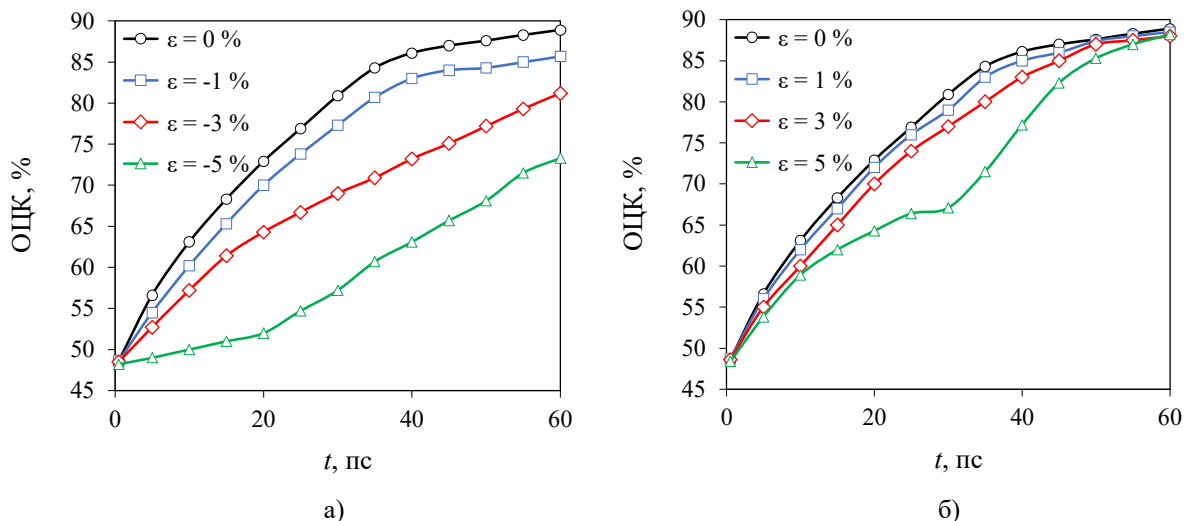 90
85
80
75
70
65
60
55
50
45
ОЦК, %
ε = 0 %
ε = -1 %
ε = -3 %
ε = -5 %
0
20
40
60
t, пс
а)
90
85
80
75
70
65
60
55
50
45
ОЦК, %
ε = 0 %
ε = 1 %
ε = 3 %
ε = 5 %
0
20
40
60
t, пс
б)